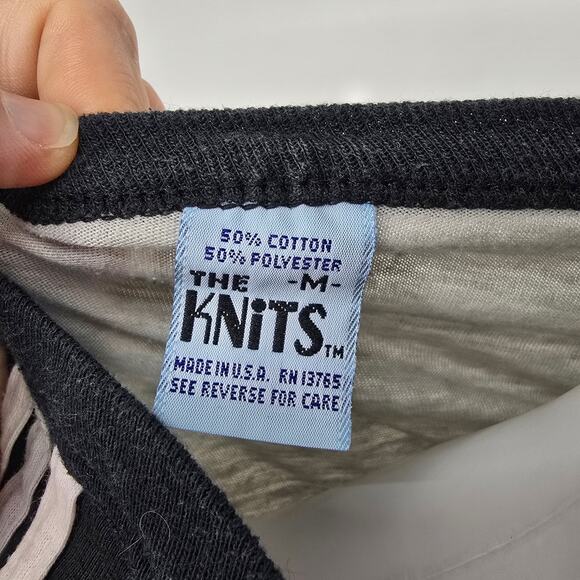 50% COTTON
50% POLYESTER
THE -M-
KNiTS TM
MADE IN U.S.A. RN 13765
SEE REVERSE FOR CARE